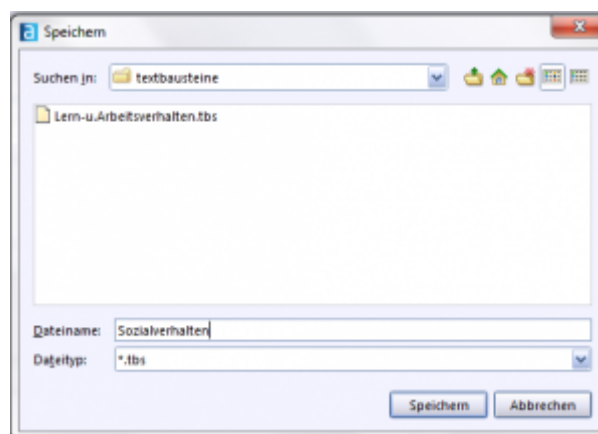 Speichern
Suchen in: textbausteine
Lern-u.Arbeitsverhalten.tbs
Dateiname: Sozialverhalten
Dateityp: *.tbs
Speichern Abbrechen